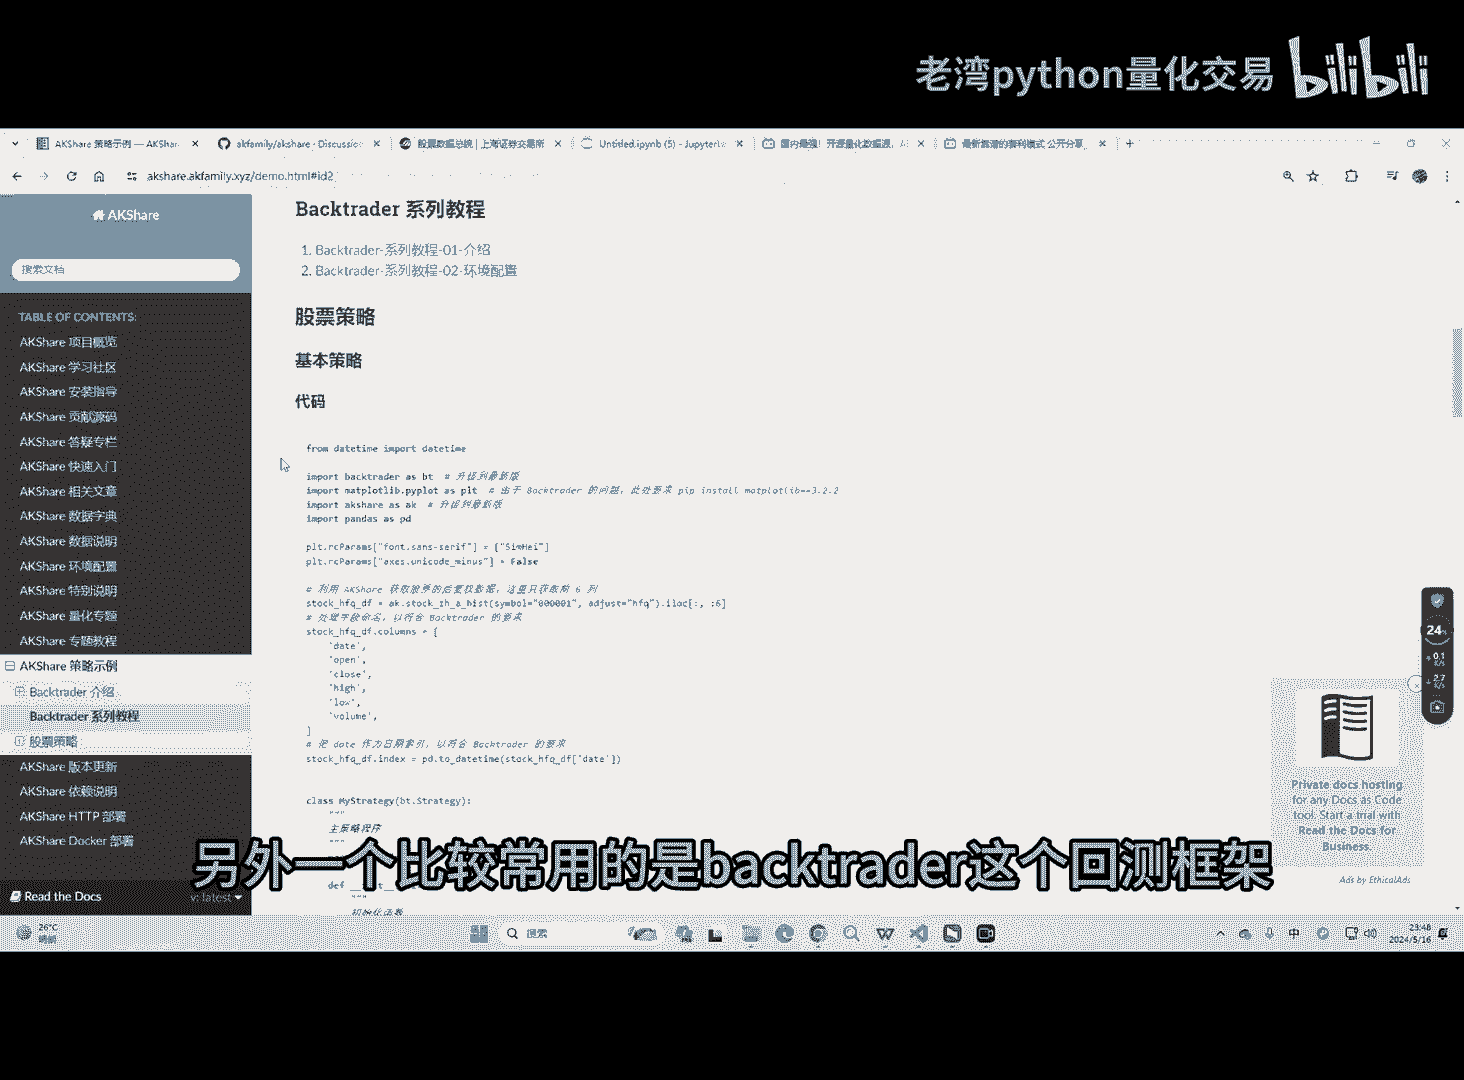 老湾python量化交易 bilibili
AKShare 策略示例 — AKShar
akfamily/akshare · Discussio
股票数据总貌 | 上海证券交易所
Untitled.ipynb (5) - JupyterL
akshare.akfamily.xyz/demo.html#id2
AKShare
搜索文档
TABLE OF CONTENTS:
AKShare 项目概览
AKShare 学习社区
AKShare 安装指导
AKShare 贡献源码
AKShare 答疑专栏
AKShare 快速入门
AKShare 相关文章
AKShare 数据字典
AKShare 数据说明
AKShare 环境配置
AKShare 特别说明
AKShare 量化专题
AKShare 专题教程
AKShare 策略示例
Backtrader 介绍
Backtrader 系列教程
股票策略
AKShare 版本更新
AKShare 依赖说明
AKShare HTTP 部署
AKShare Docker 部署
Read the Docs
v: latest
Backtrader 系列教程
1. Backtrader-系列教程-01-介绍
2. Backtrader-系列教程-02-环境配置
股票策略
基本策略
代码
from datetime import datetime
import backtrader as bt # 升级到最新版
import matplotlib.pyplot as plt # 由于 Backtrader 的问题，此处要求 pip install matplotlib==3.2.2
import akshare as ak # 升级到最新版
import pandas as pd
plt.rcParams["font.sans-serif"] = ["SimHei"]
plt.rcParams["axes.unicode_minus"] = False
# 利用 AKShare 获取股票的后复权数据，这里只获取前 6 列
stock_hfq_df = ak.stock_zh_a_hist(symbol="000001", adjust="hfq").iloc[:, :6]
# 处理字段命名，以符合 Backtrader 的要求
stock_hfq_df.columns = [
'date',
'open',
'close',
'high',
'low',
'volume',
]
# 把 date 作为日期索引，以符合 Backtrader 的要求
stock_hfq_df.index = pd.to_datetime(stock_hfq_df['date'])
class MyStrategy(bt.Strategy):
"""
主策略程序
"""
def
初始化函数
Private docs hosting
for any Docs as Code
tool. Start a trial with
Read the Docs for
Business.
Ads by EthicalAds
24
0.1
K/s
2.7
K/s
另外一个比较常用的是backtrader这个回测框架
26°C
搜索
中
23:48
2024/5/16